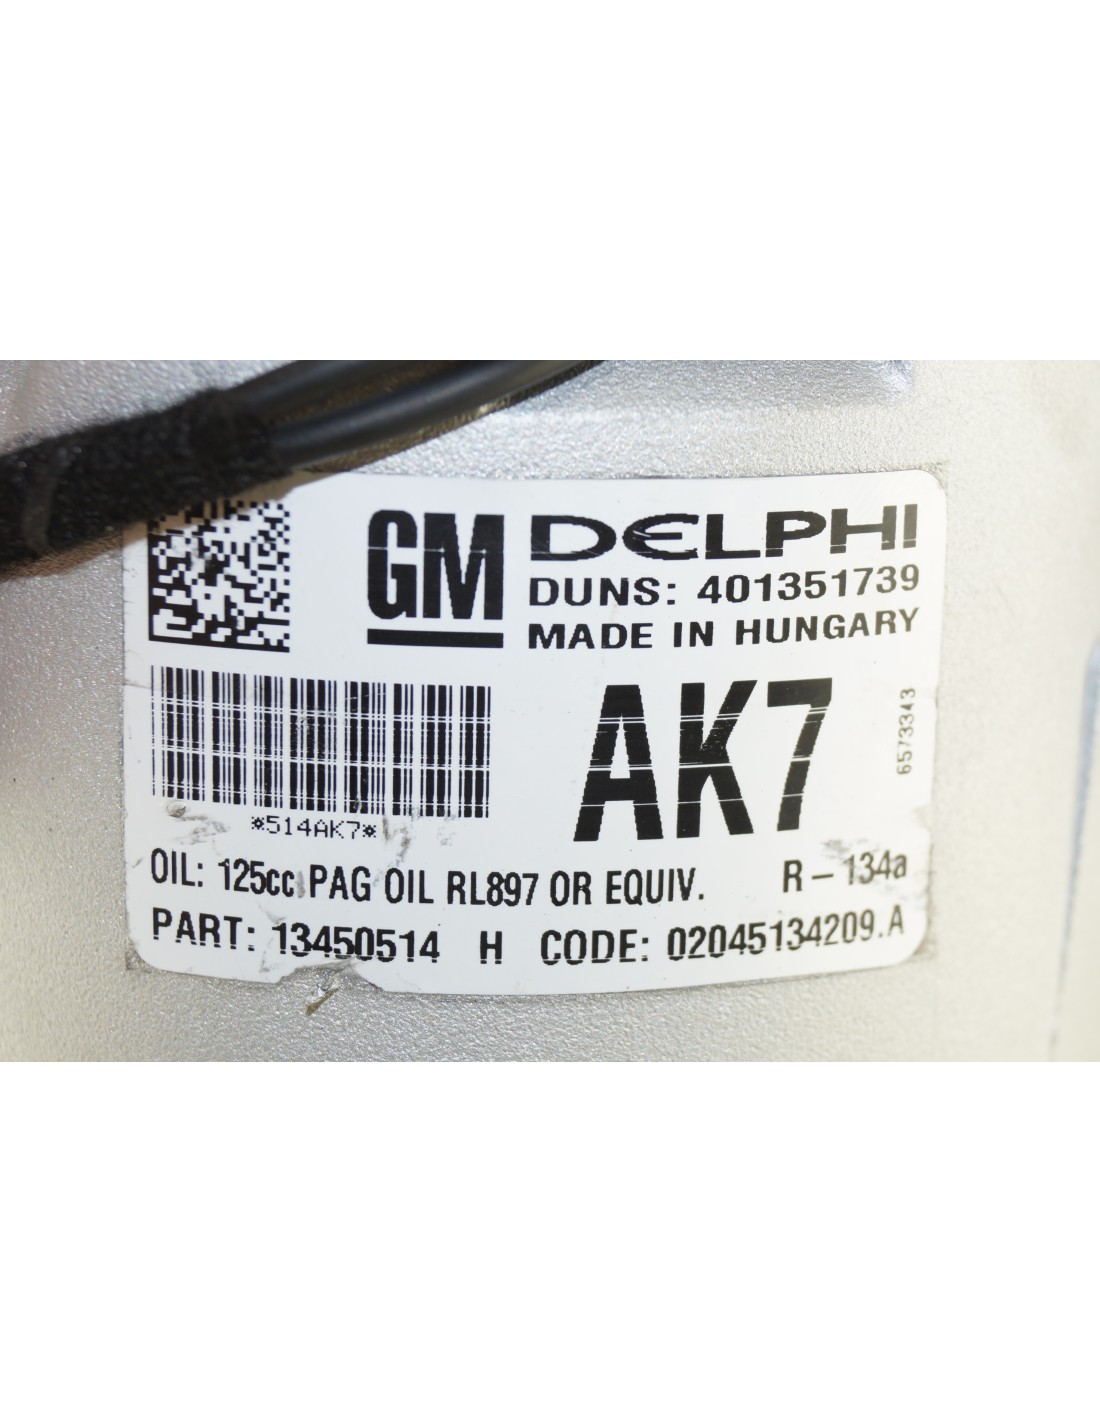 GM DELPHI
DUNS: 401351739
MADE IN HUNGARY
AK7
6573343
*514AK7*
OIL: 125cc PAG OIL RL897 OR EQUIV. R-134a
PART: 13450514 H CODE: 02045134209.A